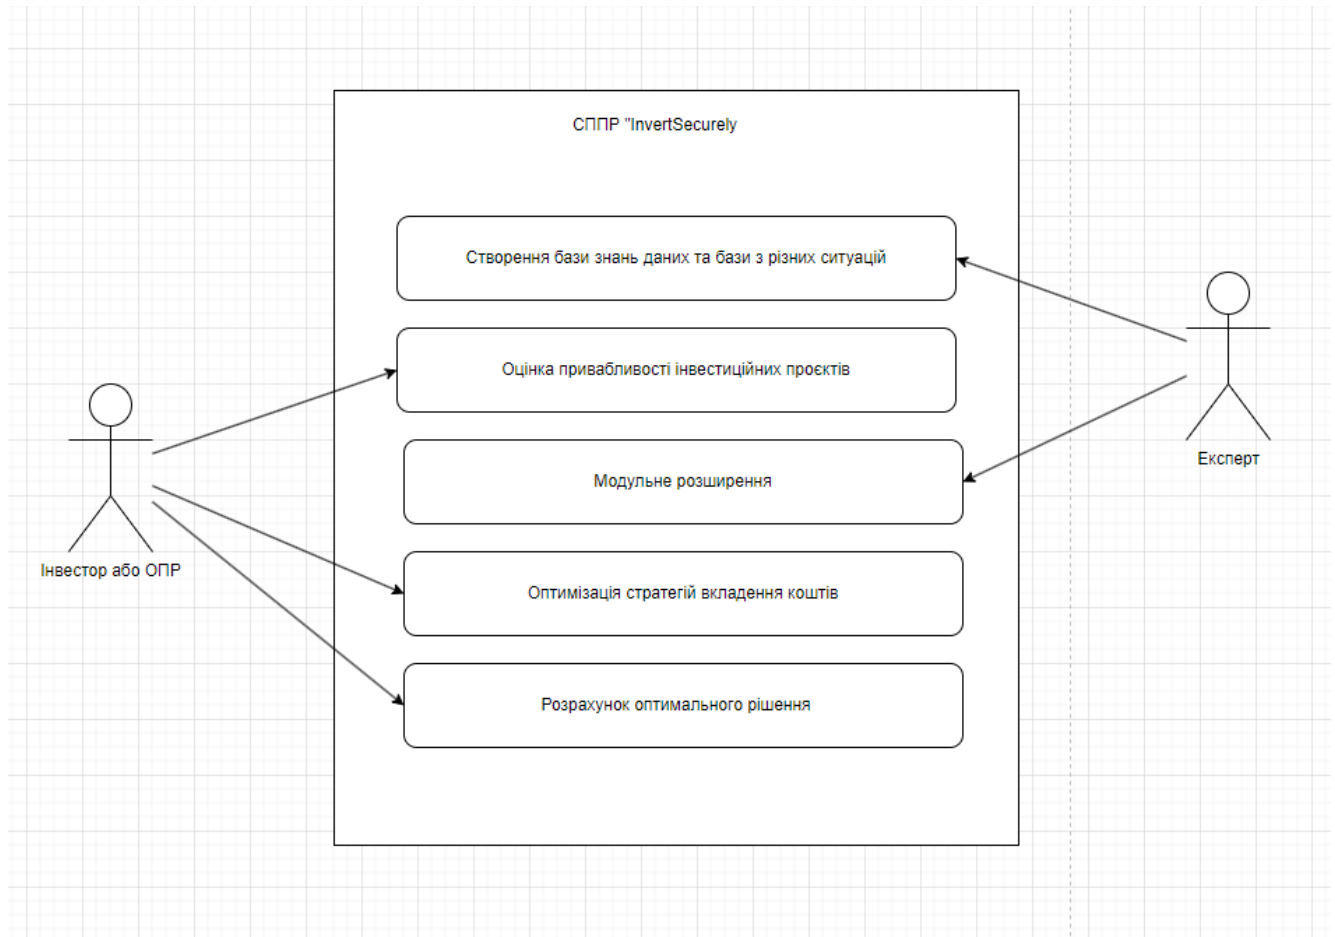 СППР "InvertSecurely
Створення бази знань даних та бази з різних ситуацій
Оцінка привабливості інвестиційних проєктів
Модульне розширення
Експерт
Інвестор або ОПР
Оптимізація стратегій вкладення коштів
Розрахунок оптимального рішення